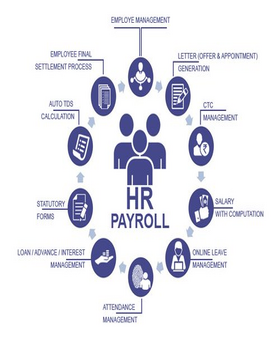 EMPLOYE MANAGEMENT
LETTER (OFFER & APPOINTMENT)
GENERATION
CTC
MANAGEMENT
SALARY
WITH COMPUTATION
ONLINE LEAVE
MANAGEMENT
ATTENDANCE
MANAGEMENT
LOAN / ADVANCE / INTEREST
MANAGEMENT
STATUTORY
FORMS
AUTO TDS
CALCULATION
EMPLOYEE FINAL
SETTLEMENT PROCESS
HR
PAYROLL